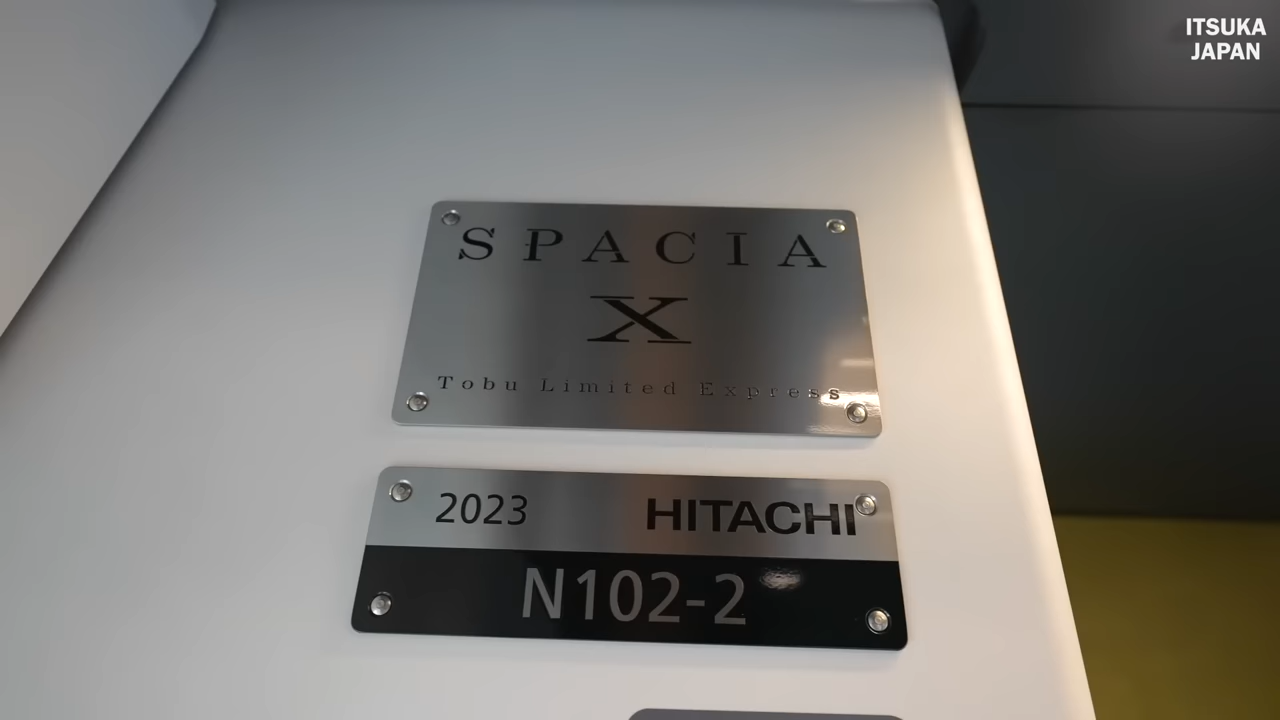 ITSUKA
JAPAN
SPACIA
X
Tobu Limited Express
2023 HITACHI
N102-2